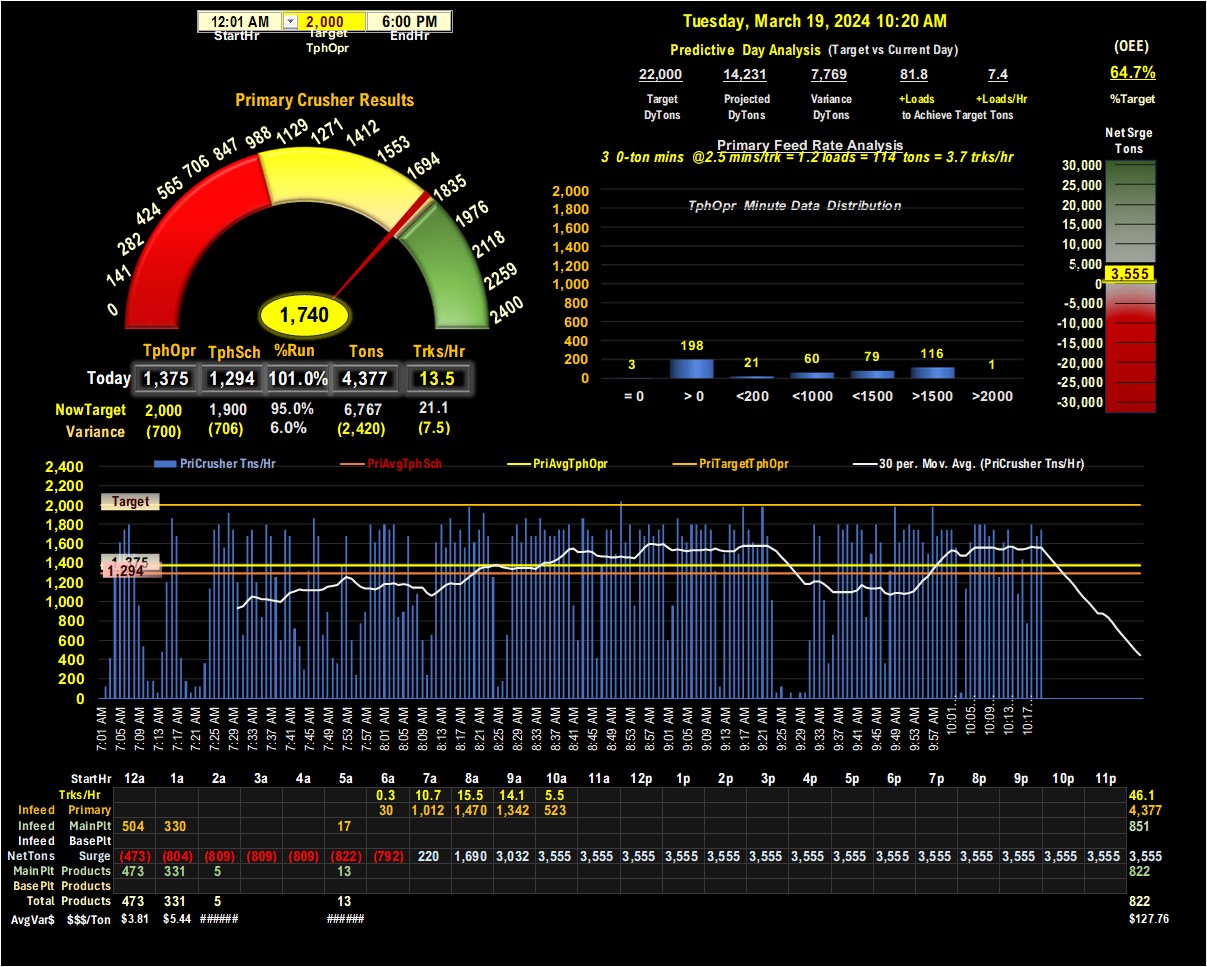 12:01 AM 2,000 6:00 PM
StartHr Target TphOpr EndHr
Tuesday, March 19, 2024 10:20 AM
Predictive Day Analysis (Target vs Current Day)
22,000 14,231 7,769 81.8 7.4
Target DyTons Projected DyTons Variance DyTons +Loads +Loads/Hr
to Achieve Target Tons
(OEE)
64.7%
%Target
Primary Crusher Results
0 141 282 424 565 706 847 988 1129 1271 1412 1553 1694 1835 1976 2118 2259 2400
1,740
TphOpr TphSch %Run Tons Trks/Hr
Today 1,375 1,294 101.0% 4,377 13.5
NowTarget 2,000 1,900 95.0% 6,767 21.1
Variance (700) (706) 6.0% (2,420) (7.5)
Primary Feed Rate Analysis
3 0-ton mins @2.5 mins/trk = 1.2 loads = 114 tons = 3.7 trks/hr
TphOpr Minute Data Distribution
2,000
1,800
1,600
1,400
1,200
1,000
800
600
400
200
0
3 198 21 60 79 116 1
= 0 > 0 <200 <1000 <1500 >1500 >2000
Net Srge
Tons
30,000
25,000
20,000
15,000
10,000
5,000
3,555
0
-5,000
-10,000
-15,000
-20,000
-25,000
-30,000
PriCrusher Tns/Hr PriAvgTphSch PriAvgTphOpr PriTargetTphOpr 30 per. Mov. Avg. (PriCrusher Tns/Hr)
2,400
2,200
2,000
1,800
1,600
1,400
1,200
1,000
800
600
400
200
0
Target
1,375
1,294
7:01 AM 7:05 AM 7:09 AM 7:13 AM 7:17 AM 7:21 AM 7:25 AM 7:29 AM 7:33 AM 7:37 AM 7:41 AM 7:45 AM 7:49 AM 7:53 AM 7:57 AM 8:01 AM 8:05 AM 8:09 AM 8:13 AM 8:17 AM 8:21 AM 8:25 AM 8:29 AM 8:33 AM 8:37 AM 8:41 AM 8:45 AM 8:49 AM 8:53 AM 8:57 AM 9:01 AM 9:05 AM 9:09 AM 9:13 AM 9:17 AM 9:21 AM 9:25 AM 9:29 AM 9:33 AM 9:37 AM 9:41 AM 9:45 AM 9:49 AM 9:53 AM 9:57 AM 10:01... 10:05... 10:09... 10:13... 10:17...
StartHr 12a 1a 2a 3a 4a 5a 6a 7a 8a 9a 10a 11a 12p 1p 2p 3p 4p 5p 6p 7p 8p 9p 10p 11p
Trks/Hr 0.3 10.7 15.5 14.1 5.5 46.1
Infeed Primary 30 1,012 1,470 1,342 523 4,377
Infeed MainPlt 504 330 17 851
Infeed BasePlt
NetTons Surge (473) (804) (809) (809) (809) (822) (792) 220 1,690 3,032 3,555 3,555 3,555 3,555 3,555 3,555 3,555 3,555 3,555 3,555 3,555 3,555 3,555 3,555 3,555
MainPlt Products 473 331 5 13 822
BasePlt Products
Total Products 473 331 5 13 822
AvgVar$ $$$/Ton $3.81 $5.44 ###### ###### $127.76